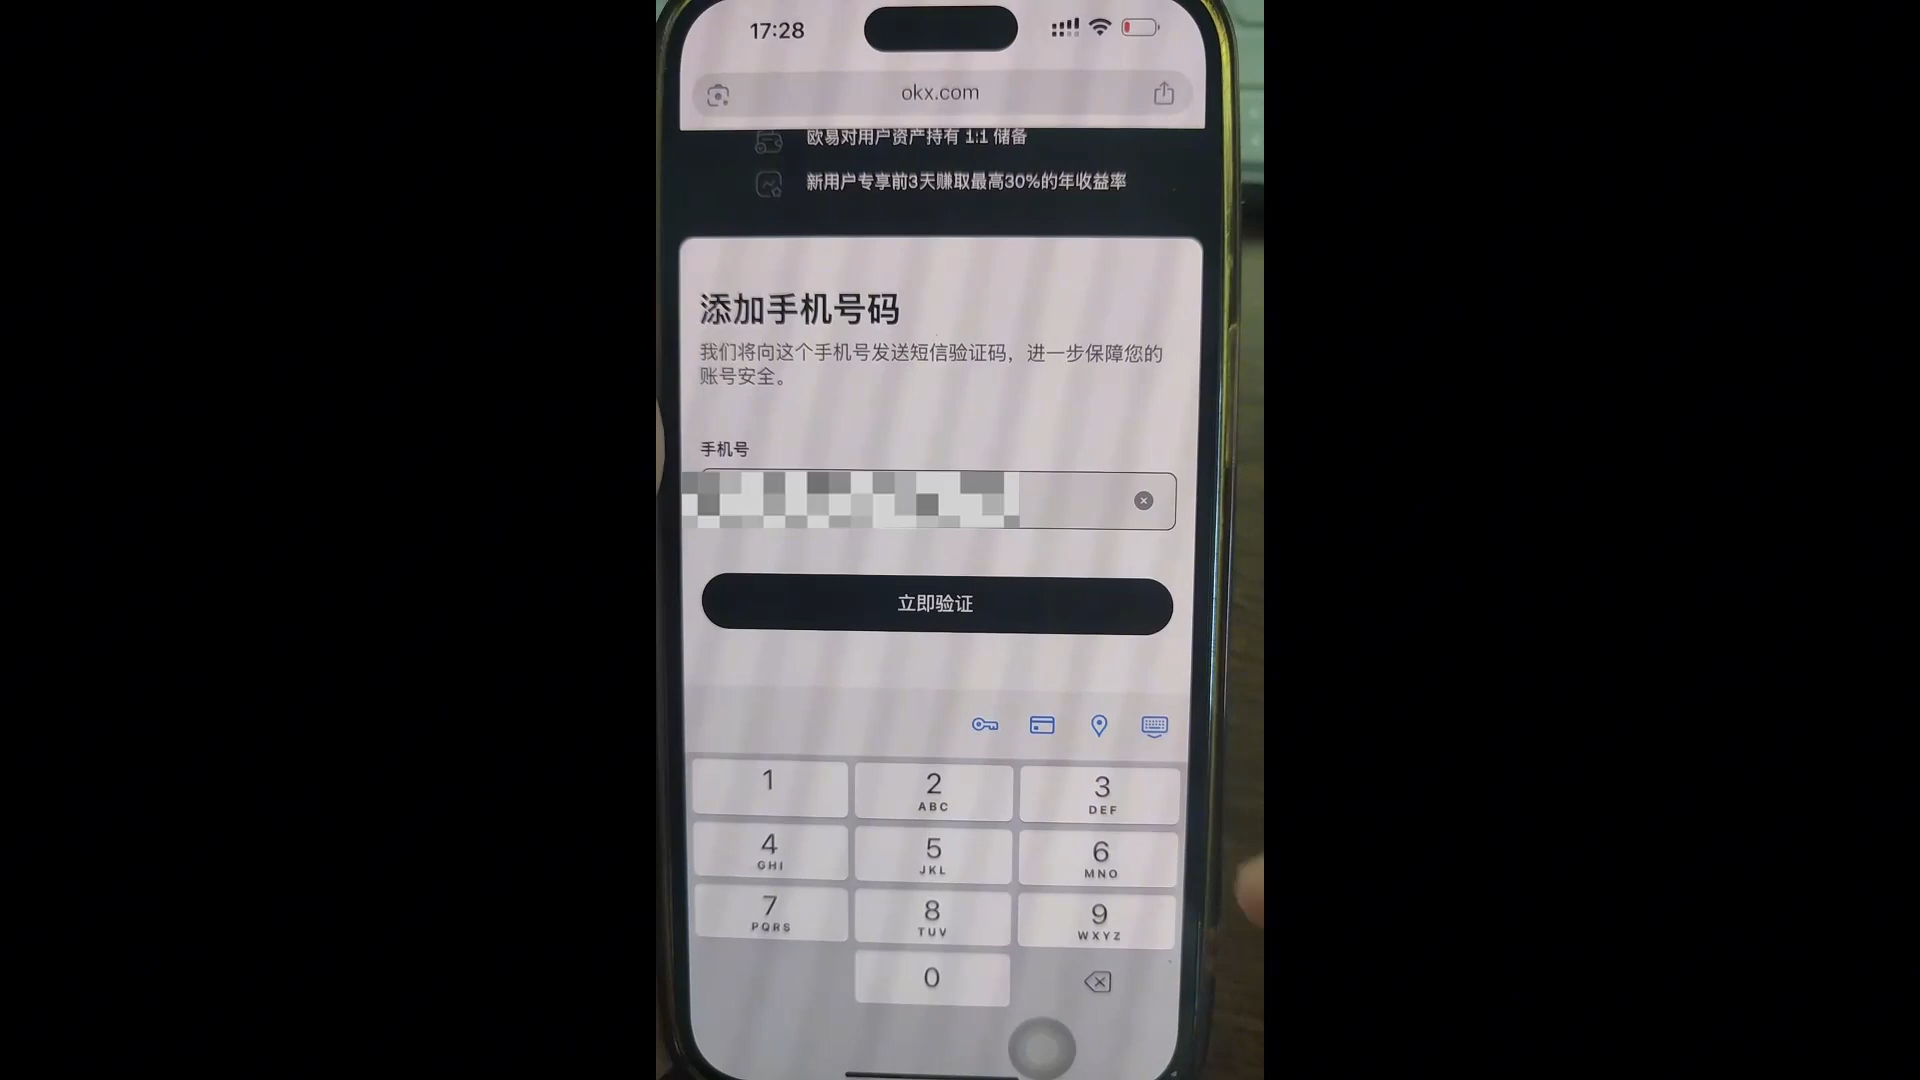 17:28
okx.com
欧易对用户资产持有 1:1 储备
新用户专享前3天赚取最高30%的年收益率
添加手机号码
我们将向这个手机号发送短信验证码，进一步保障您的
账号安全。
手机号
立即验证
1
2
ABC
3
DEF
4
GHI
5
JKL
6
MNO
7
PQRS
8
TUV
9
WXYZ
0